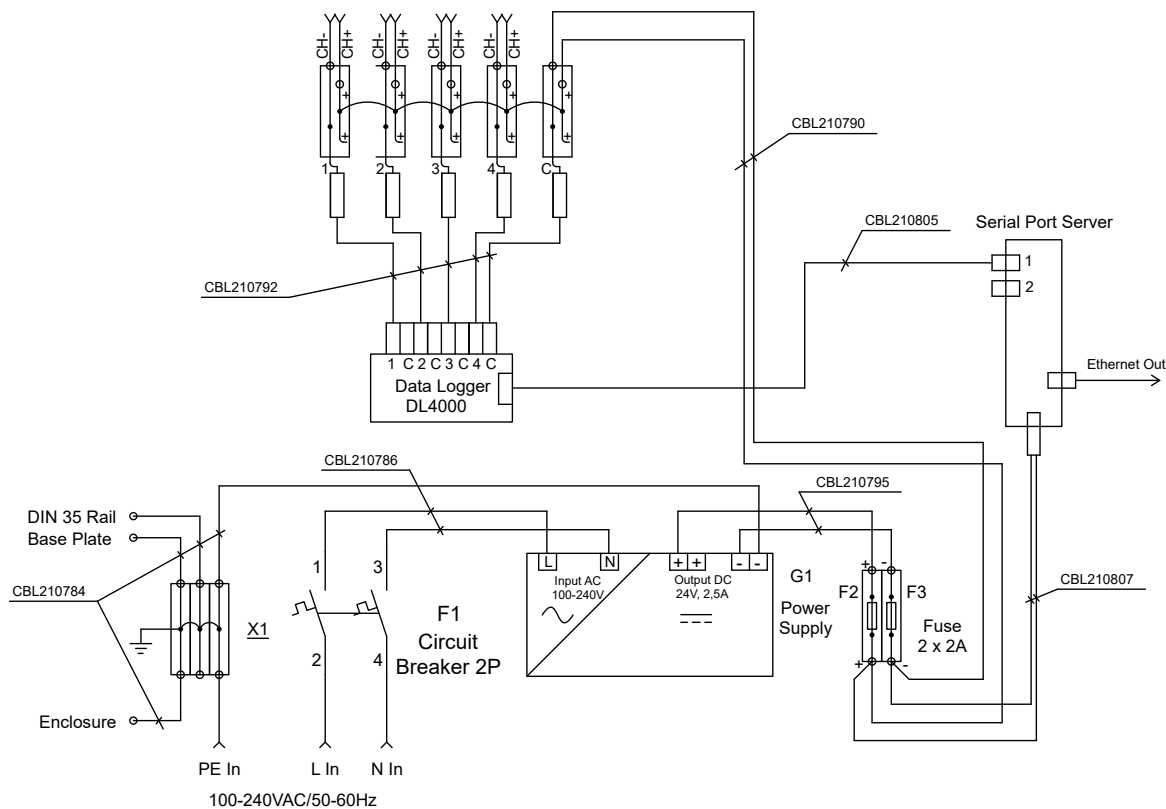 CH- CH+ CH- CH+ CH- CH+ CH- CH+
+ + + + +
+ + + + +
1 2 3 4 C
CBL210790
CBL210805
Serial Port Server
1
2
CBL210792
1 C 2 C 3 C 4 C
Data Logger
DL4000
Ethernet Out
CBL210786
CBL210795
DIN 35 Rail
Base Plate
CBL210784
X1
Enclosure
PE In
1 3
2 4
F1
Circuit
Breaker 2P
L In N In
100-240VAC/50-60Hz
L N + + - -
Input AC
100-240V
Output DC
24V, 2,5A
G1
Power
Supply
+ -
F2 F3
Fuse
2 x 2A
+ -
CBL210807